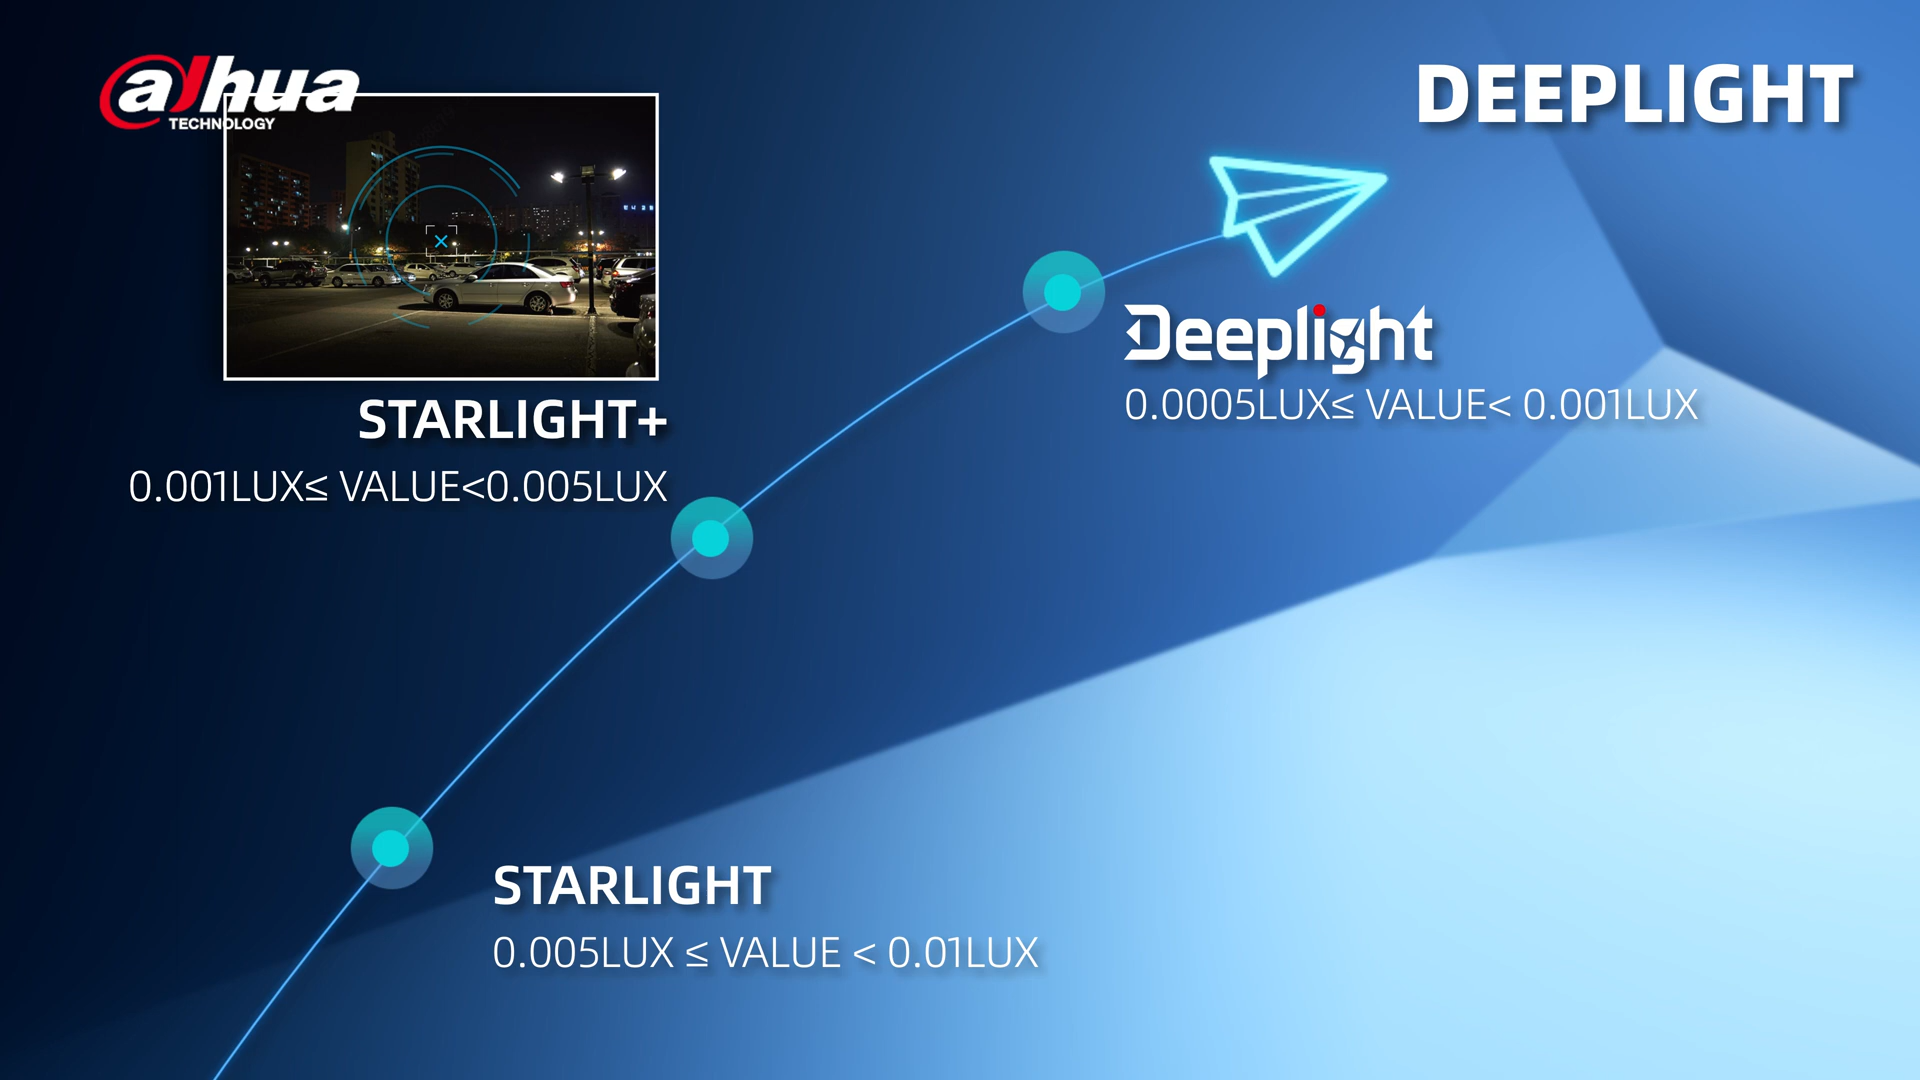 alhua
TECHNOLOGY
DEEPLIGHT
STARLIGHT+
0.001LUX≤ VALUE<0.005LUX
Deeplight
0.0005LUX≤ VALUE< 0.001LUX
STARLIGHT
0.005LUX ≤ VALUE < 0.01LUX